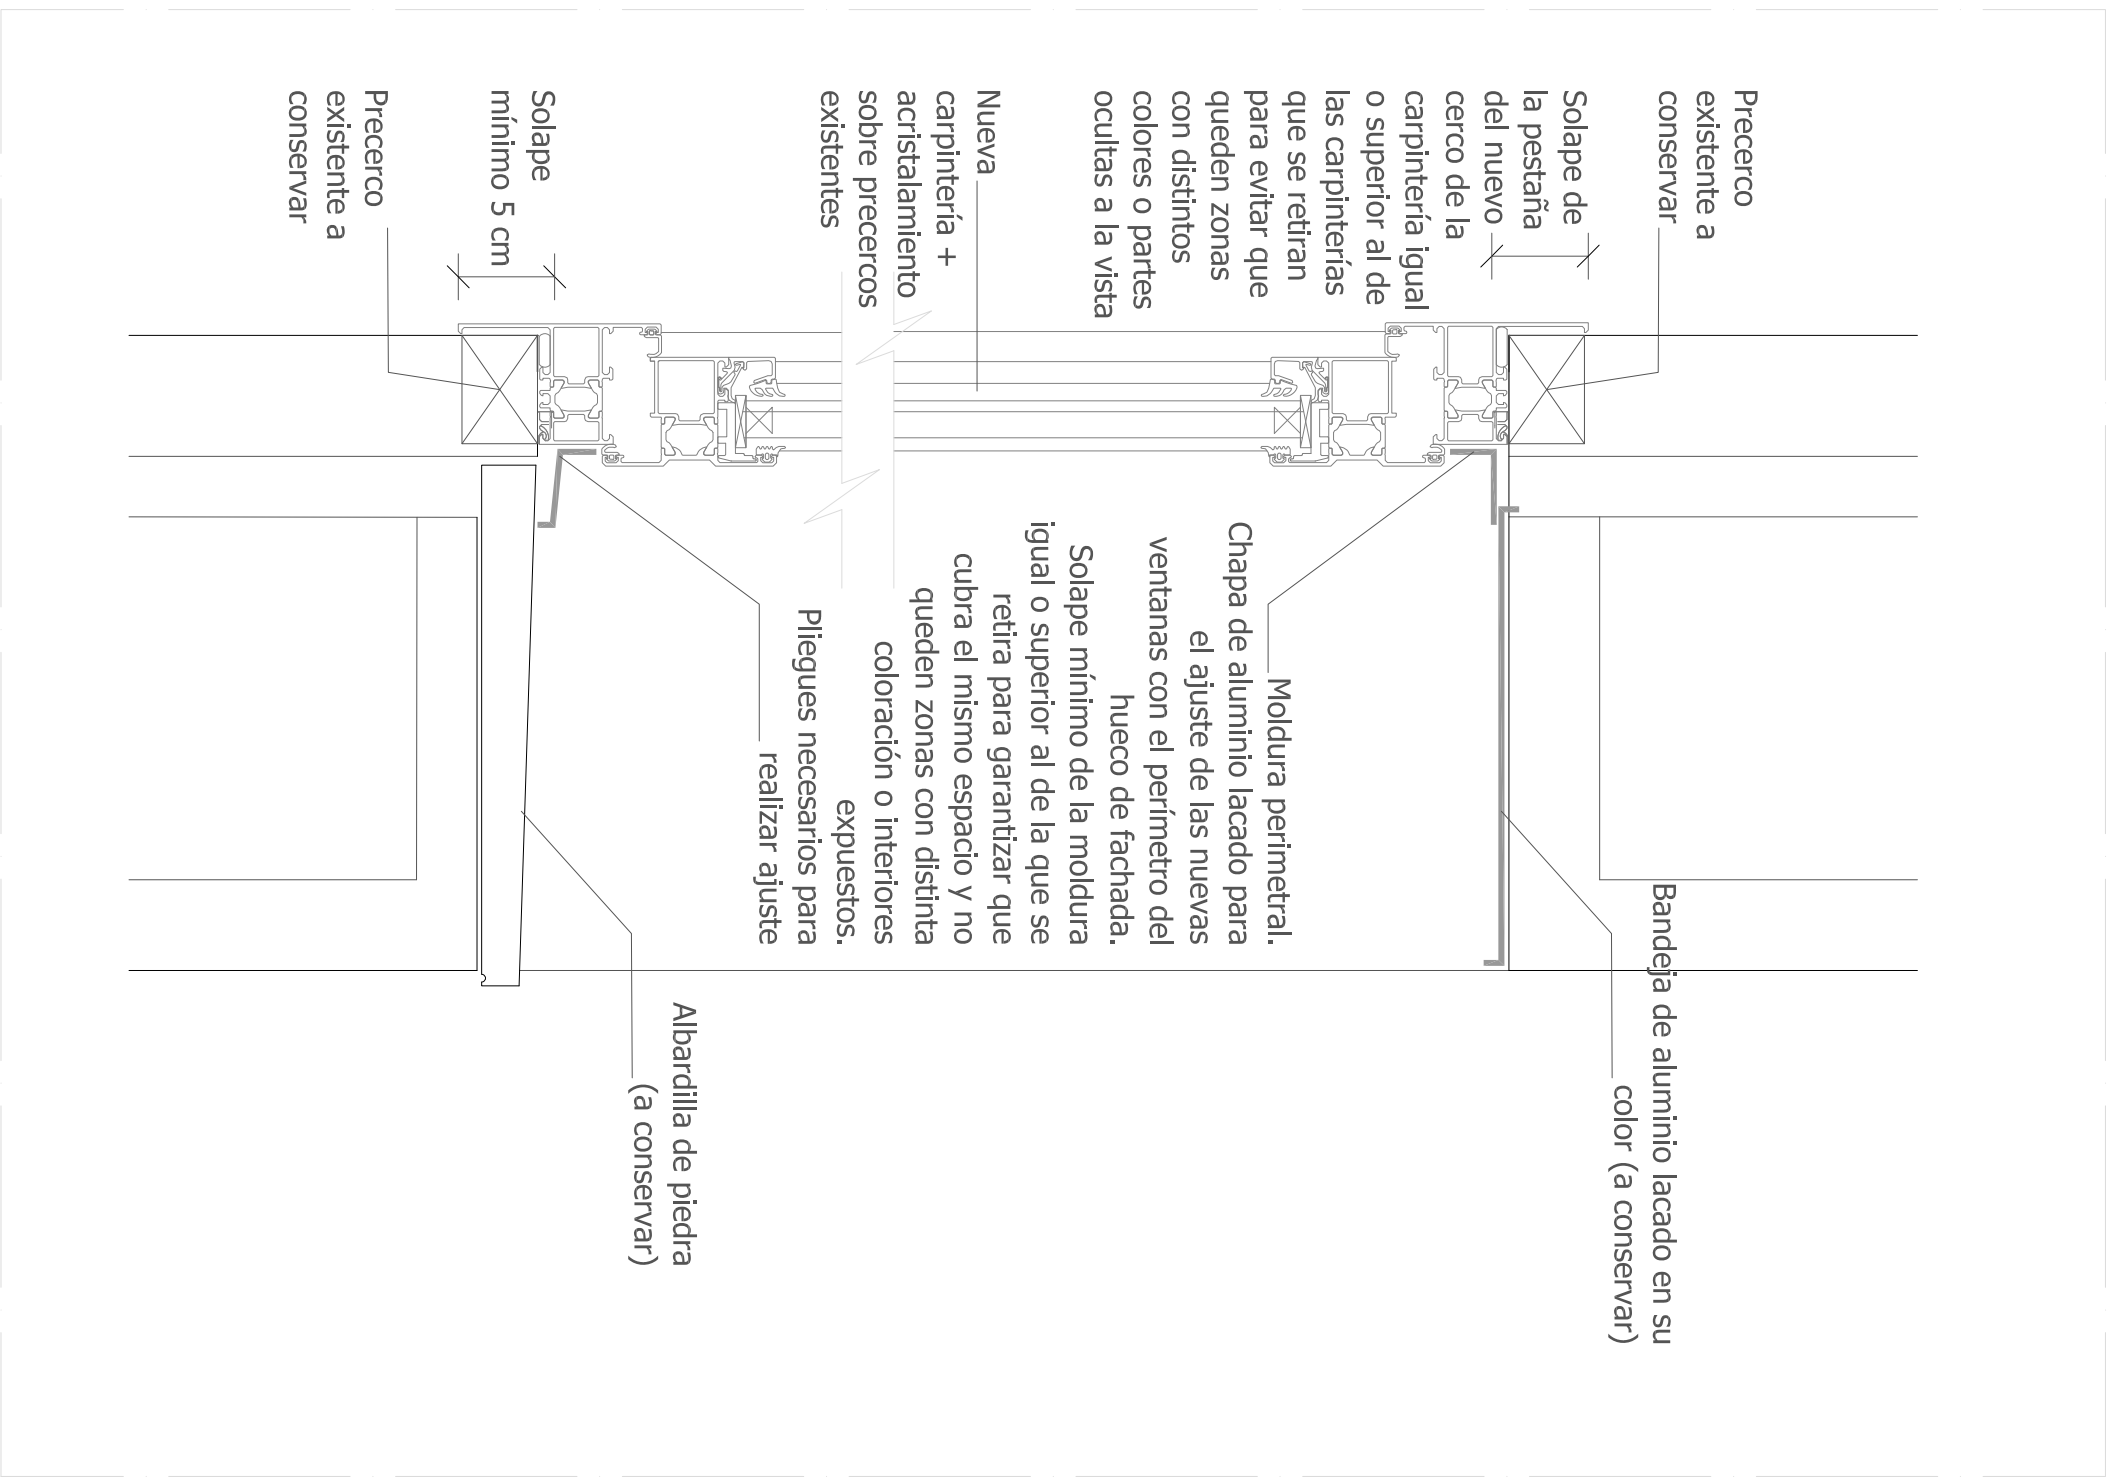 Precerco
existente a
conservar
Solape de
la pestaña
del nuevo
cerco de la
carpintería igual
o superior al de
las carpinterías
que se retiran
para evitar que
queden zonas
con distintos
colores o partes
ocultas a la vista
Nueva
carpintería +
acristalamiento
sobre precercos
existentes
Solape
mínimo 5 cm
Precerco
existente a
conservar
Bandeja de aluminio lacado en su
color (a conservar)
Moldura perimetral.
Chapa de aluminio lacado para
el ajuste de las nuevas
ventanas con el perímetro del
hueco de fachada.
Solape mínimo de la moldura
igual o superior al de la que se
retira para garantizar que
cubra el mismo espacio y no
queden zonas con distinta
coloración o interiores
expuestos.
Pliegues necesarios para
realizar ajuste
Albardilla de piedra
(a conservar)